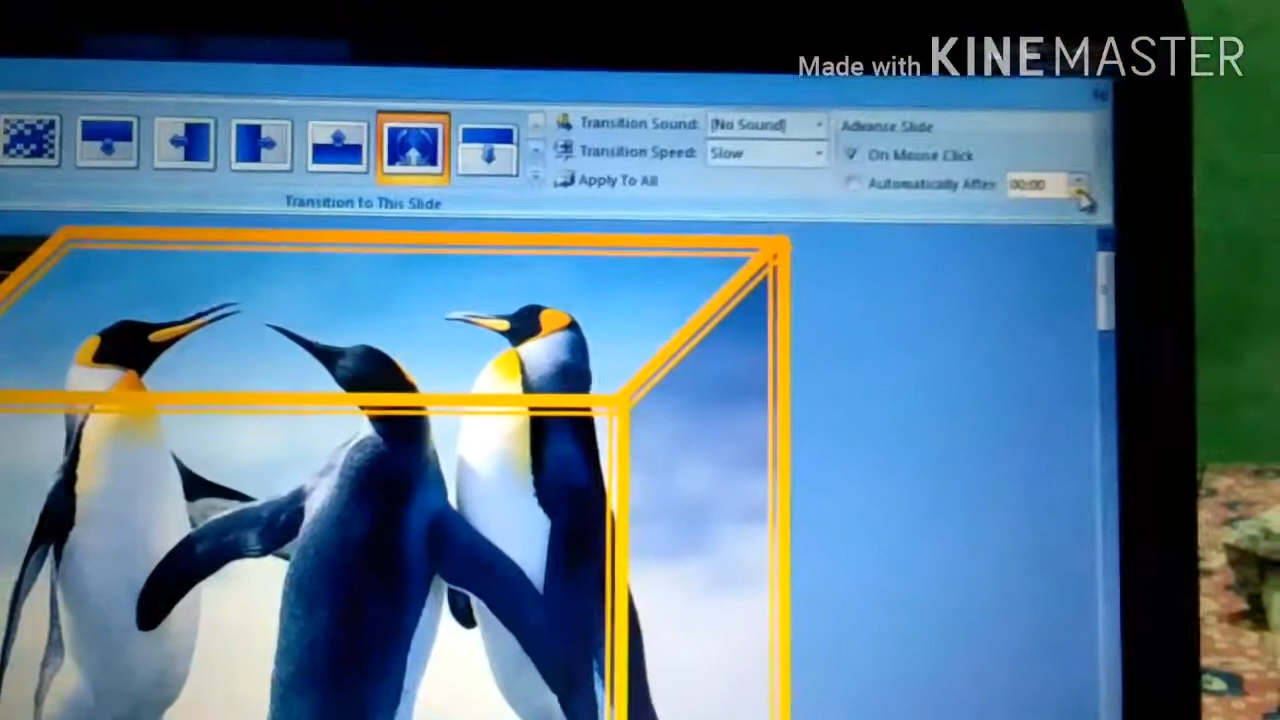 Made with KINEMASTER
Transition Sound: [No Sound]
Advance Slide
Transition Speed: Slow
On Mouse Click
Apply To All
Automatically After: 00:00
Transition to This Slide